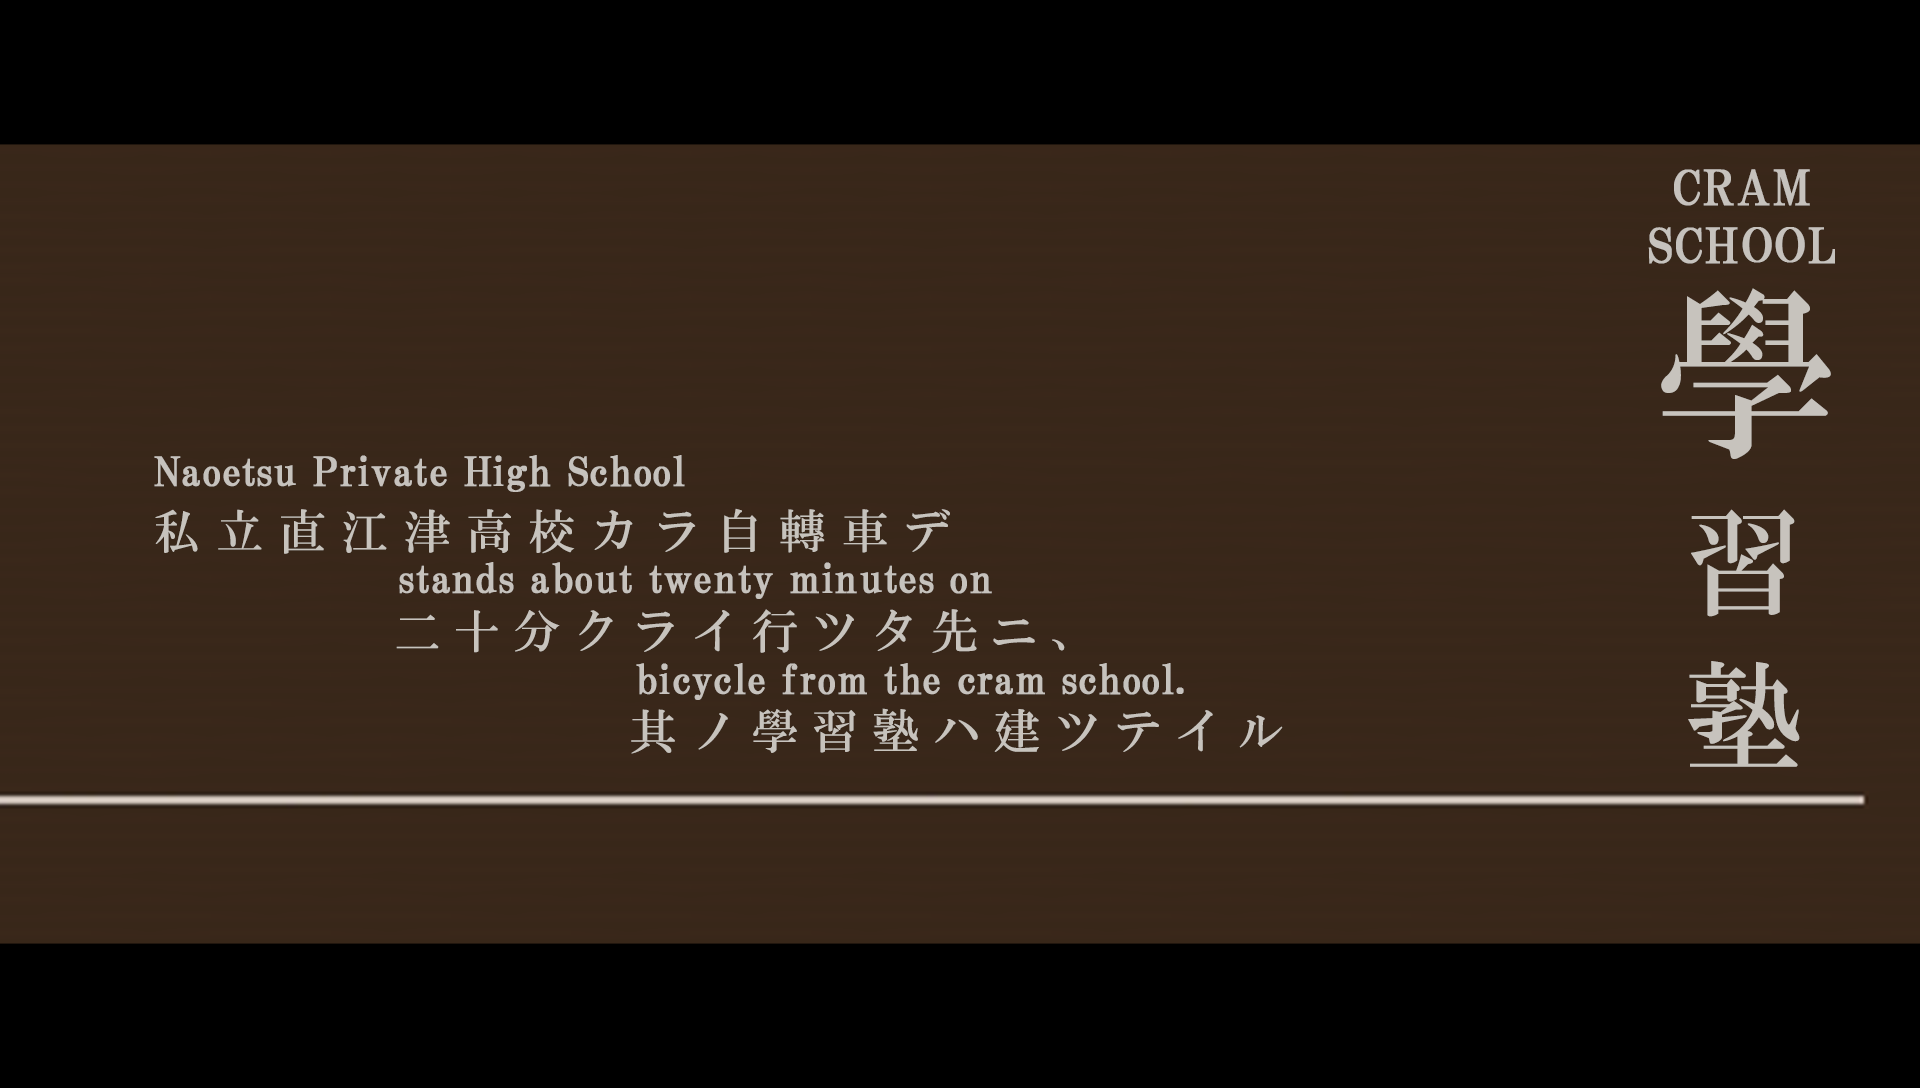 CRAM
SCHOOL
學習塾
Naoetsu Private High School
私立直江津高校カラ自轉車デ
stands about twenty minutes on
二十分クライ行ツタ先ニ、
bicycle from the cram school.
其ノ學習塾ハ建ツテイル